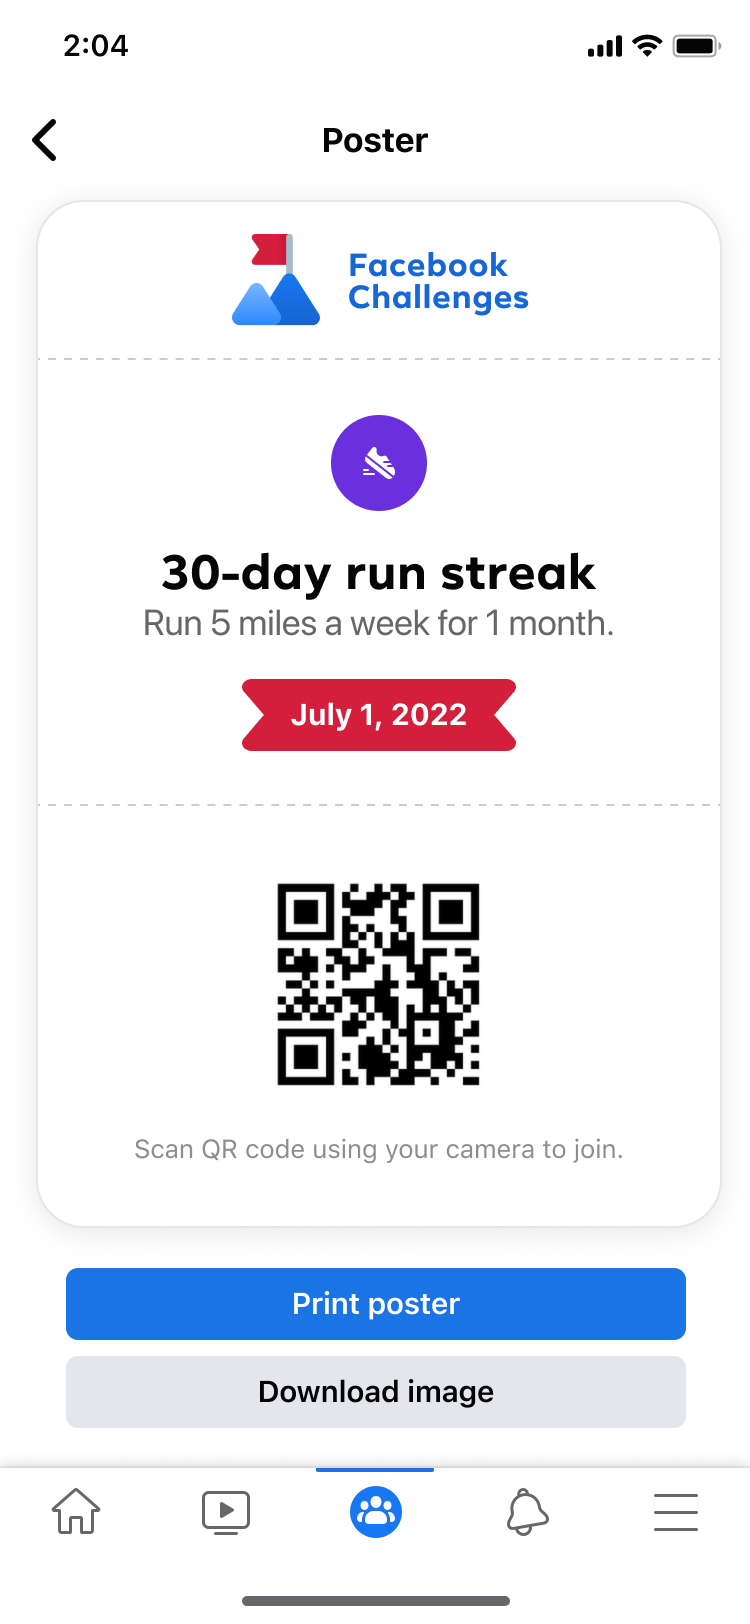 2:04
Poster
Facebook
Challenges
30-day run streak
Run 5 miles a week for 1 month.
July 1, 2022
Scan QR code using your camera to join.
Print poster
Download image